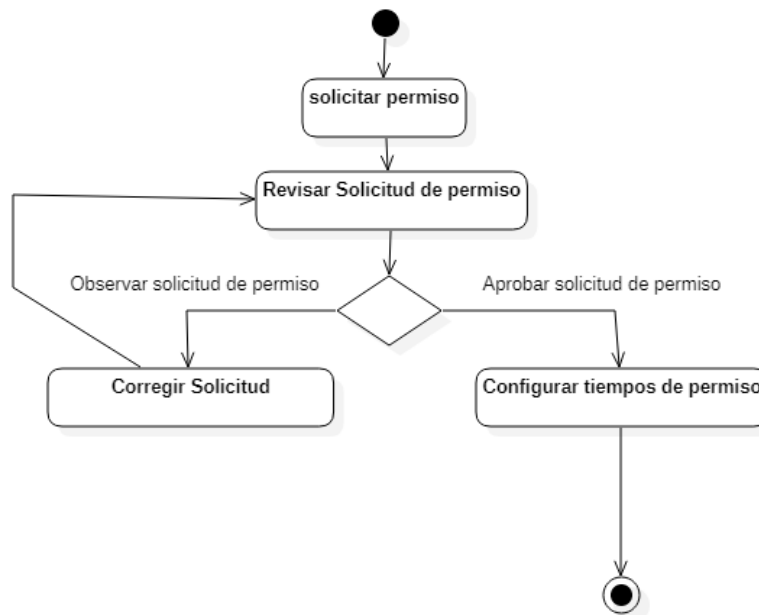 solicitar permiso
Revisar Solicitud de permiso
Observar solicitud de permiso
Aprobar solicitud de permiso
Corregir Solicitud
Configurar tiempos de permiso